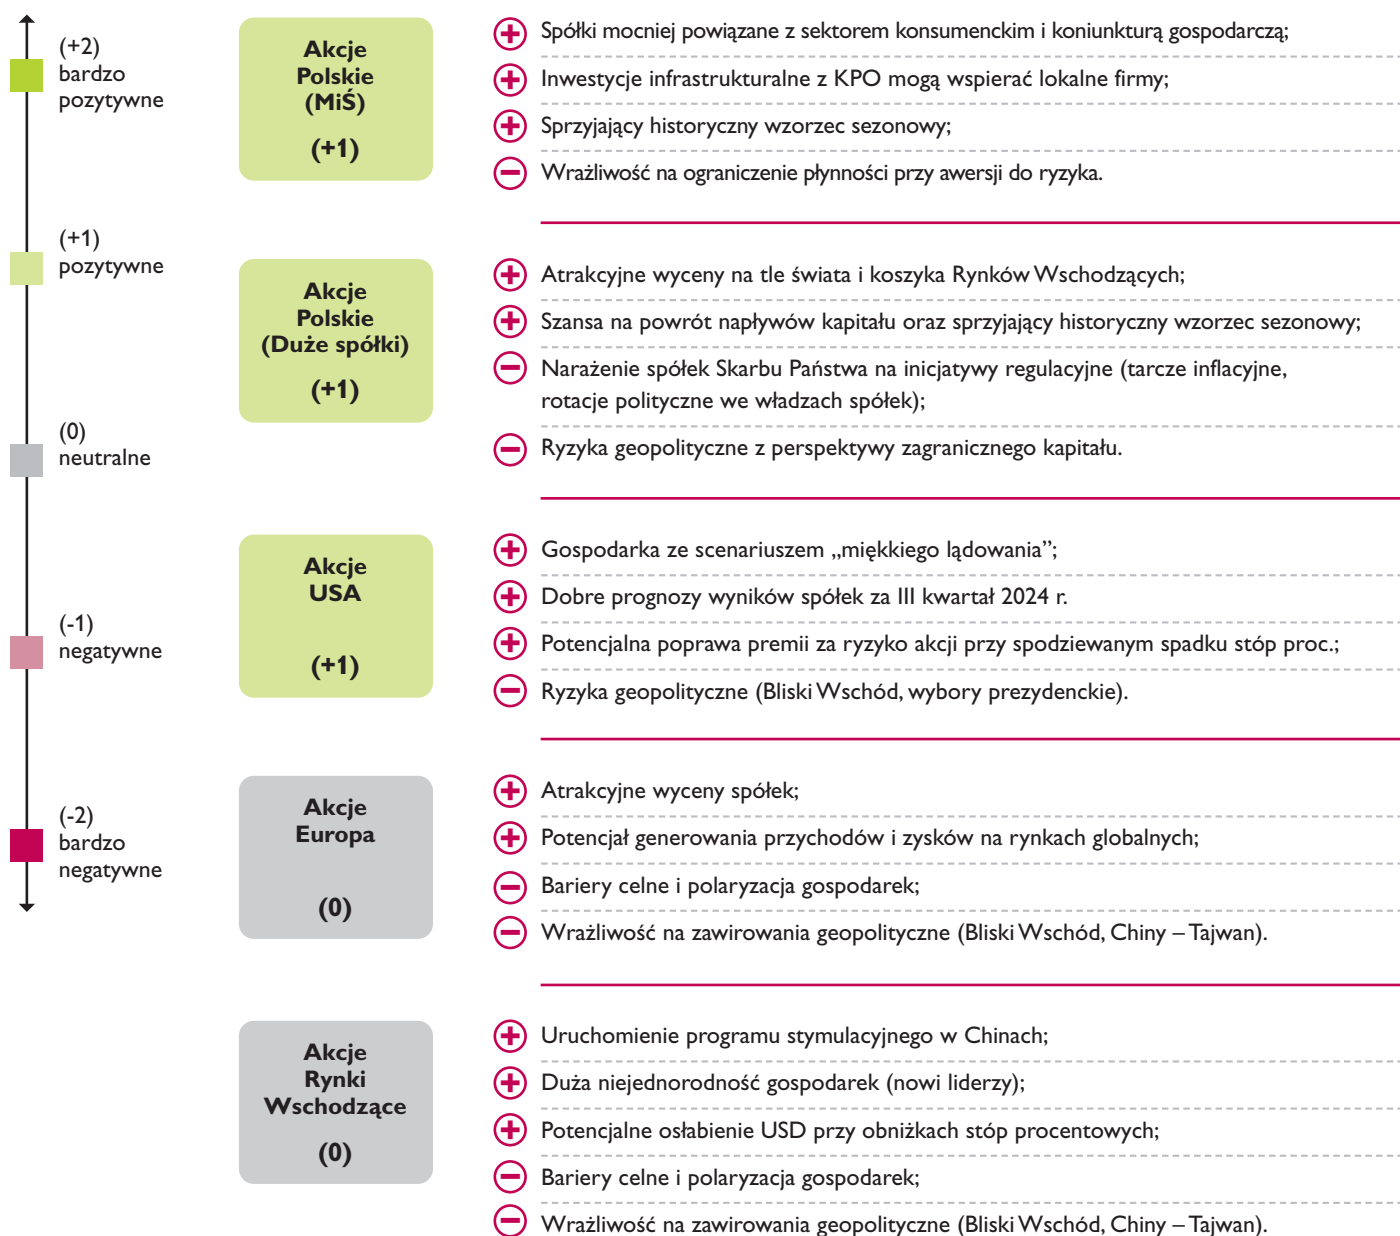 (+2)
bardzo
pozytywne
(+1)
pozytywne
(0)
neutralne
(-1)
negatywne
(-2)
bardzo
negatywne
Akcje
Polskie
(MiŚ)
(+1)
Spółki mocniej powiązane z sektorem konsumenckim i koniunkturą gospodarczą;
Inwestycje infrastrukturalne z KPO mogą wspierać lokalne firmy;
Sprzyjający historyczny wzorzec sezonowy;
Wrażliwość na ograniczenie płynności przy awersji do ryzyka.
Akcje
Polskie
(Duże spółki)
(+1)
Atrakcyjne wyceny na tle świata i koszyka Rynków Wschodzących;
Szansa na powrót napływów kapitału oraz sprzyjający historyczny wzorzec sezonowy;
Narażenie spółek Skarbu Państwa na inicjatywy regulacyjne (tarcze inflacyjne,
rotacje polityczne we władzach spółek);
Ryzyka geopolityczne z perspektywy zagranicznego kapitału.
Akcje
USA
(+1)
Gospodarka ze scenariuszem „miękkiego lądowania”;
Dobre prognozy wyników spółek za III kwartał 2024 r.
Potencjalna poprawa premii za ryzyko akcji przy spodziewanym spadku stóp proc.;
Ryzyka geopolityczne (Bliski Wschód, wybory prezydenckie).
Akcje
Europa
(0)
Atrakcyjne wyceny spółek;
Potencjał generowania przychodów i zysków na rynkach globalnych;
Bariery celne i polaryzacja gospodarek;
Wrażliwość na zawirowania geopolityczne (Bliski Wschód, Chiny – Tajwan).
Akcje
Rynki
Wschodzące
(0)
Uruchomienie programu stymulacyjnego w Chinach;
Duża niejednorodność gospodarek (nowi liderzy);
Potencjalne osłabienie USD przy obniżkach stóp procentowych;
Bariery celne i polaryzacja gospodarek;
Wrażliwość na zawirowania geopolityczne (Bliski Wschód, Chiny – Tajwan).